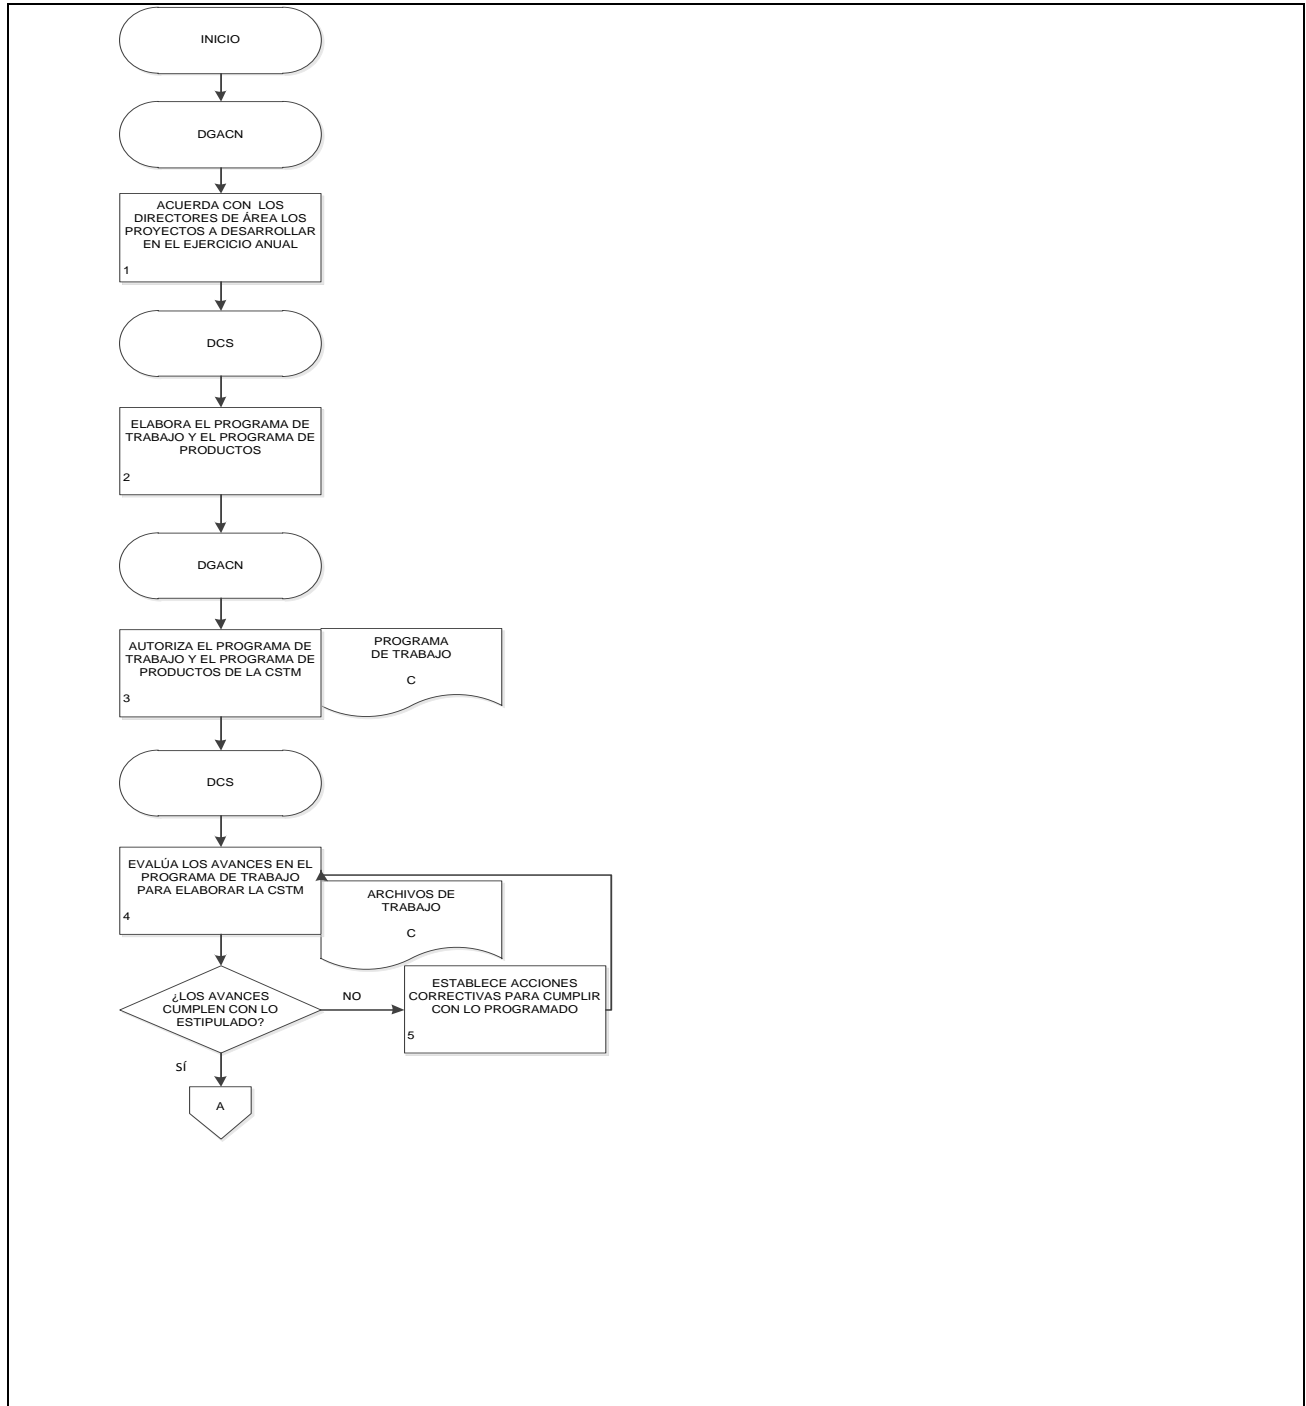 INICIO
DGACN
ACUERDA CON LOS
DIRECTORES DE ÁREA LOS
PROYECTOS A DESARROLLAR
EN EL EJERCICIO ANUAL
1
DCS
ELABORA EL PROGRAMA DE
TRABAJO Y EL PROGRAMA DE
PRODUCTOS
2
DGACN
AUTORIZA EL PROGRAMA DE
TRABAJO Y EL PROGRAMA DE
PRODUCTOS DE LA CSTM
3
PROGRAMA
DE TRABAJO
C
DCS
EVALÚA LOS AVANCES EN EL
PROGRAMA DE TRABAJO
PARA ELABORAR LA CSTM
4
ARCHIVOS DE
TRABAJO
C
¿LOS AVANCES
CUMPLEN CON LO
ESTIPULADO?
NO
ESTABLECE ACCIONES
CORRECTIVAS PARA CUMPLIR
CON LO PROGRAMADO
5
SÍ
A